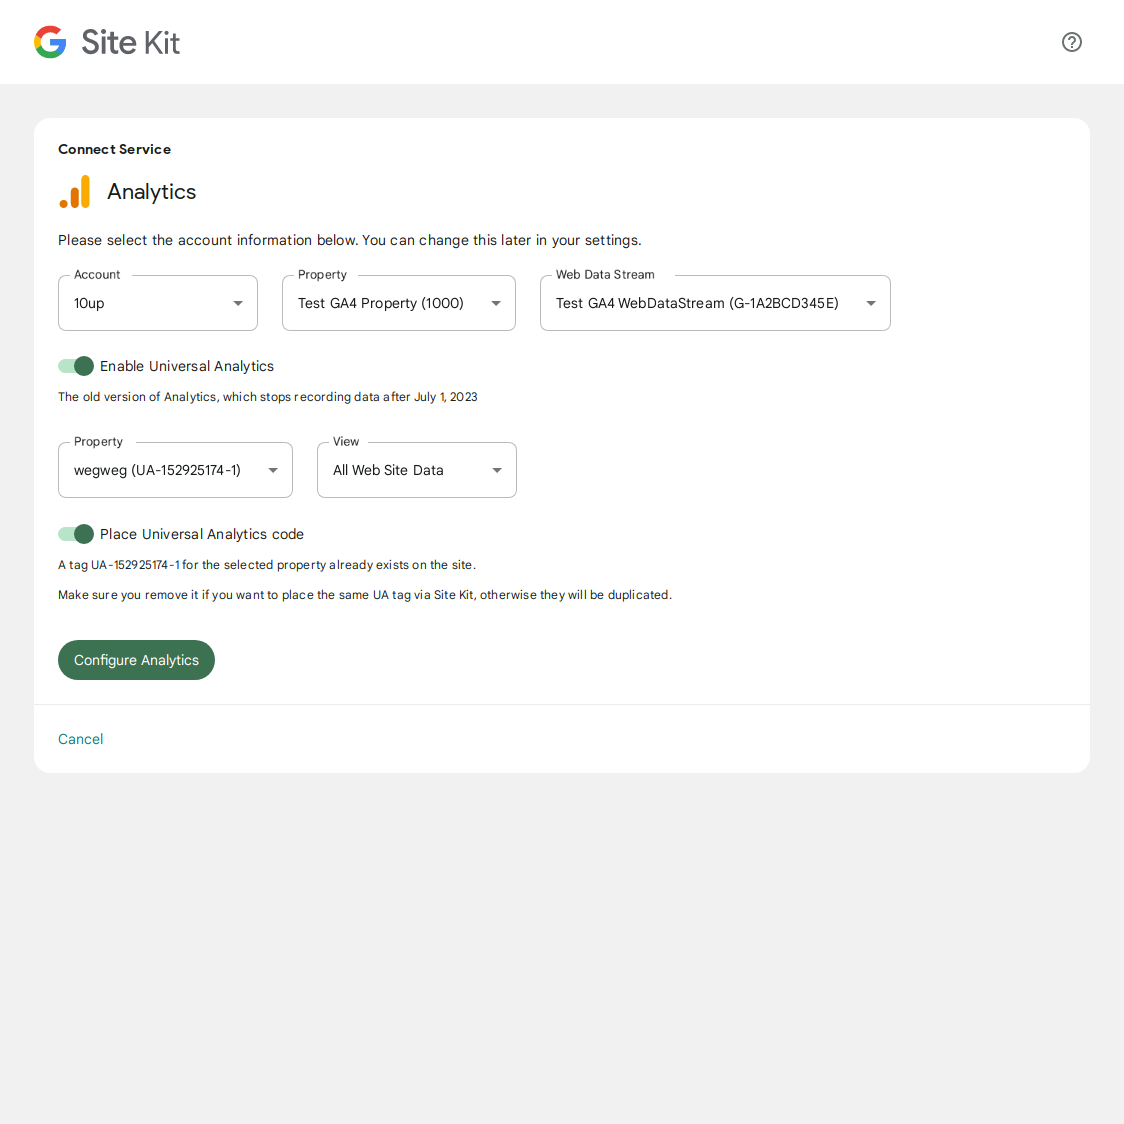 Site Kit
Connect Service
Analytics
Please select the account information below. You can change this later in your settings.
Account
Property
Web Data Stream
10up
Test GA4 Property (1000)
Test GA4 WebDataStream (G-1A2BCD345E)
Enable Universal Analytics
The old version of Analytics, which stops recording data after July 1, 2023
Property
View
wegweg (UA-152925174-1)
All Web Site Data
Place Universal Analytics code
A tag UA-152925174-1 for the selected property already exists on the site.
Make sure you remove it if you want to place the same UA tag via Site Kit, otherwise they will be duplicated.
Configure Analytics
Cancel